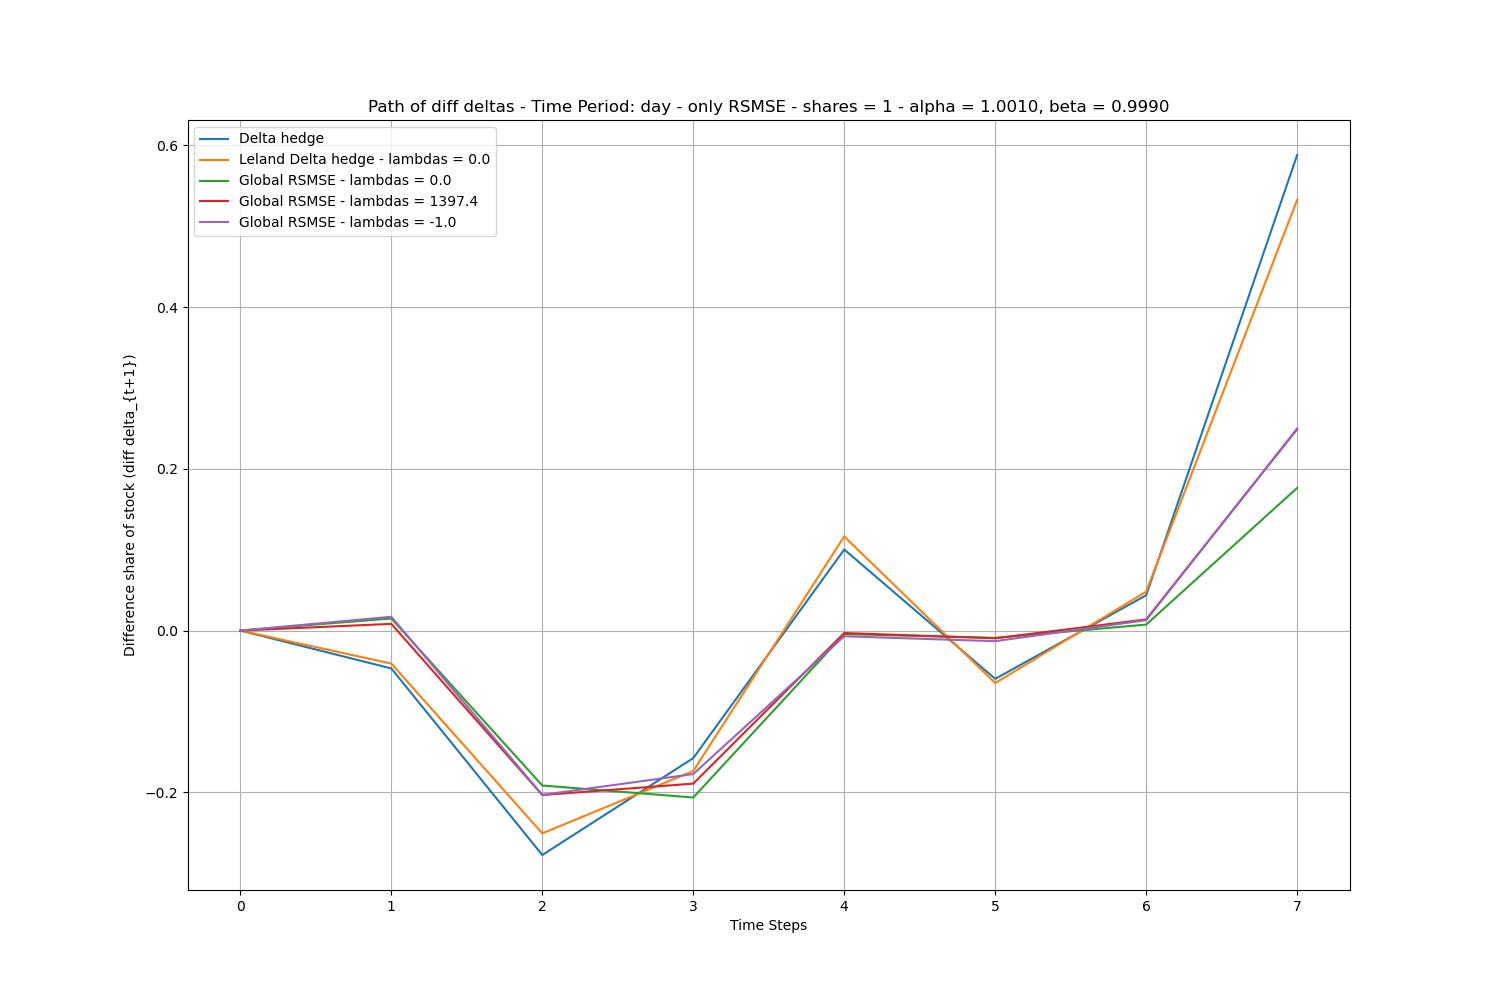 Path of diff deltas - Time Period: day - only RSMSE - shares = 1 - alpha = 1.0010, beta = 0.9990
Delta hedge
Leland Delta hedge - lambdas = 0.0
Global RSMSE - lambdas = 0.0
Global RSMSE - lambdas = 1397.4
Global RSMSE - lambdas = -1.0
Difference share of stock (diff delta_{t+1})
0.6
0.4
0.2
0.0
−0.2
0 1 2 3 4 5 6 7
Time Steps